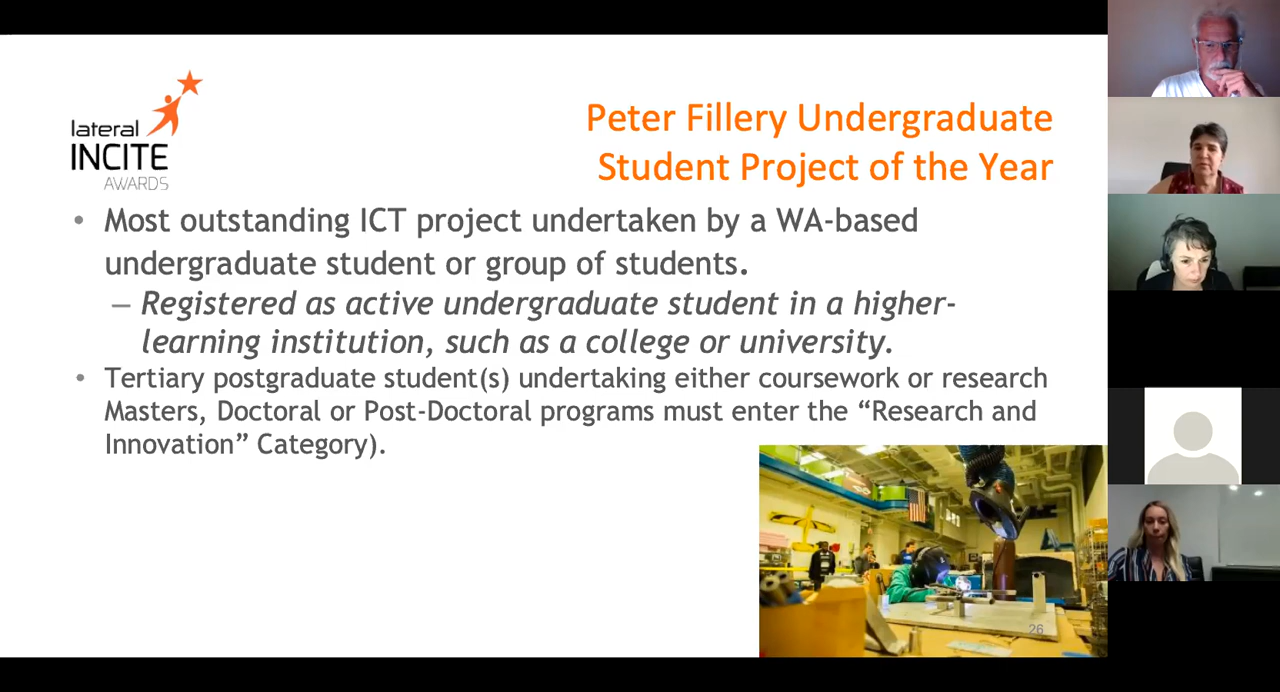 lateral
INCITE
AWARDS
Peter Fillery Undergraduate
Student Project of the Year
• Most outstanding ICT project undertaken by a WA-based
undergraduate student or group of students.
– Registered as active undergraduate student in a higher-
learning institution, such as a college or university.
• Tertiary postgraduate student(s) undertaking either coursework or research
Masters, Doctoral or Post-Doctoral programs must enter the “Research and
Innovation” Category).
26